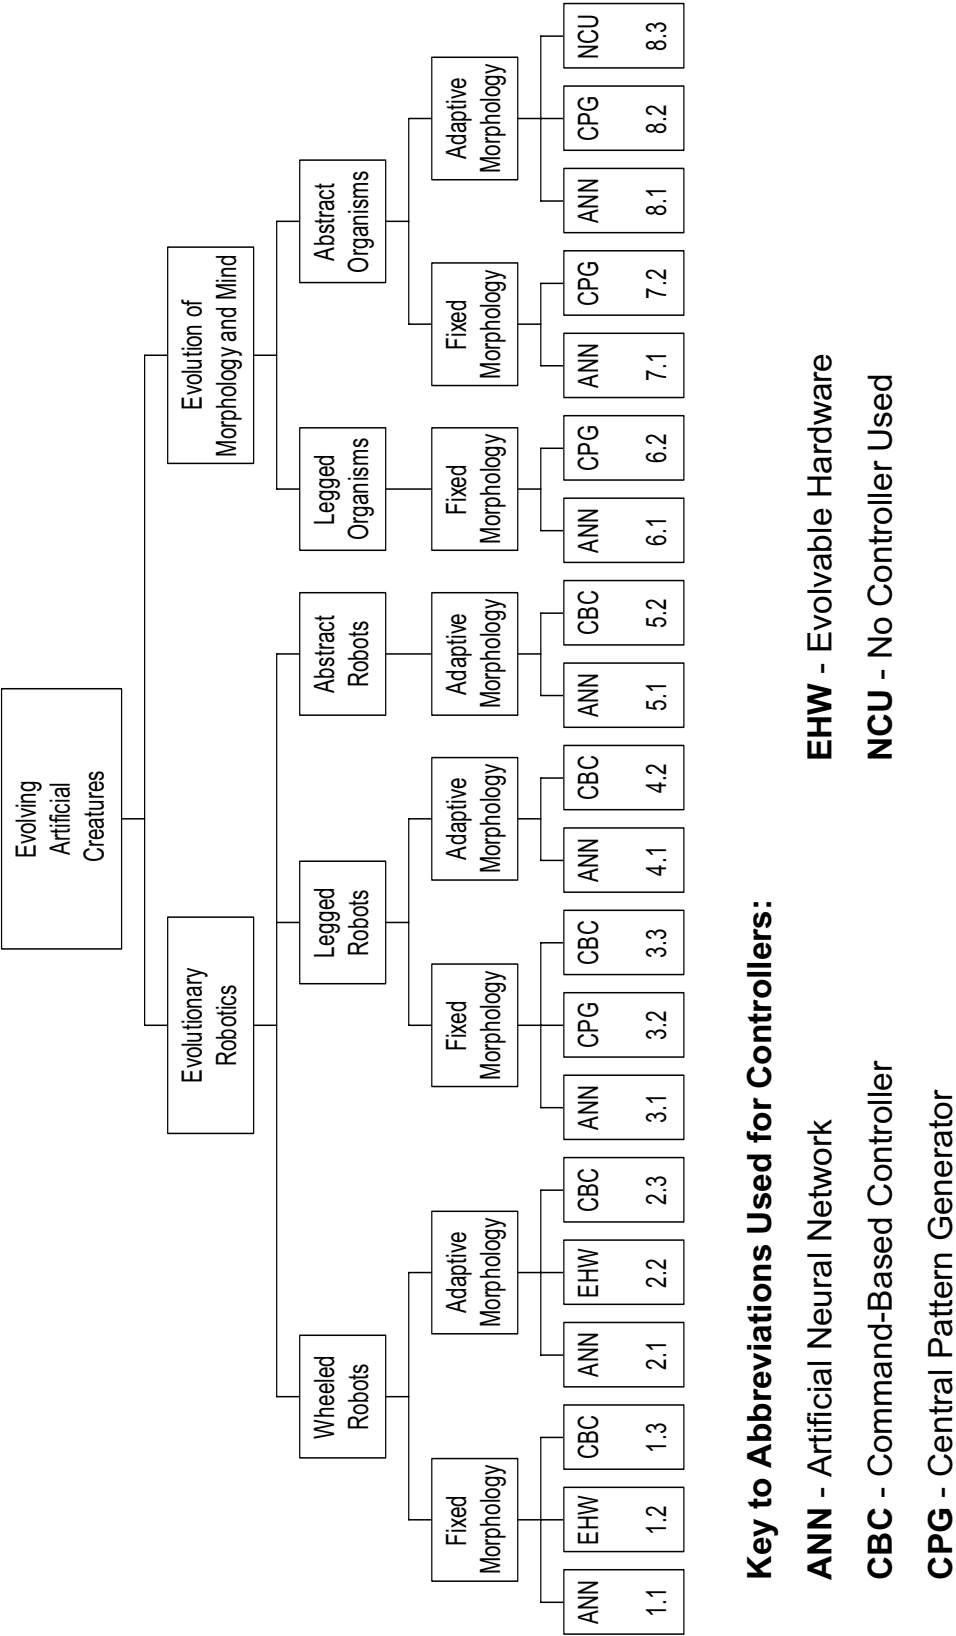 Evolving
Artificial
Creatures
Evolutionary
Robotics
Evolution of
Morphology and Mind
Wheeled
Robots
Legged
Robots
Abstract
Robots
Legged
Organisms
Abstract
Organisms
Fixed
Morphology
Adaptive
Morphology
Fixed
Morphology
Adaptive
Morphology
Adaptive
Morphology
Fixed
Morphology
Fixed
Morphology
Adaptive
Morphology
ANN
1.1
EHW
1.2
CBC
1.3
ANN
2.1
EHW
2.2
CBC
2.3
ANN
3.1
CPG
3.2
CBC
3.3
ANN
4.1
CBC
4.2
ANN
5.1
CBC
5.2
ANN
6.1
CPG
6.2
ANN
7.1
CPG
7.2
ANN
8.1
CPG
8.2
NCU
8.3
Key to Abbreviations Used for Controllers:
ANN - Artificial Neural Network
CBC - Command-Based Controller
CPG - Central Pattern Generator
EHW - Evolvable Hardware
NCU - No Controller Used